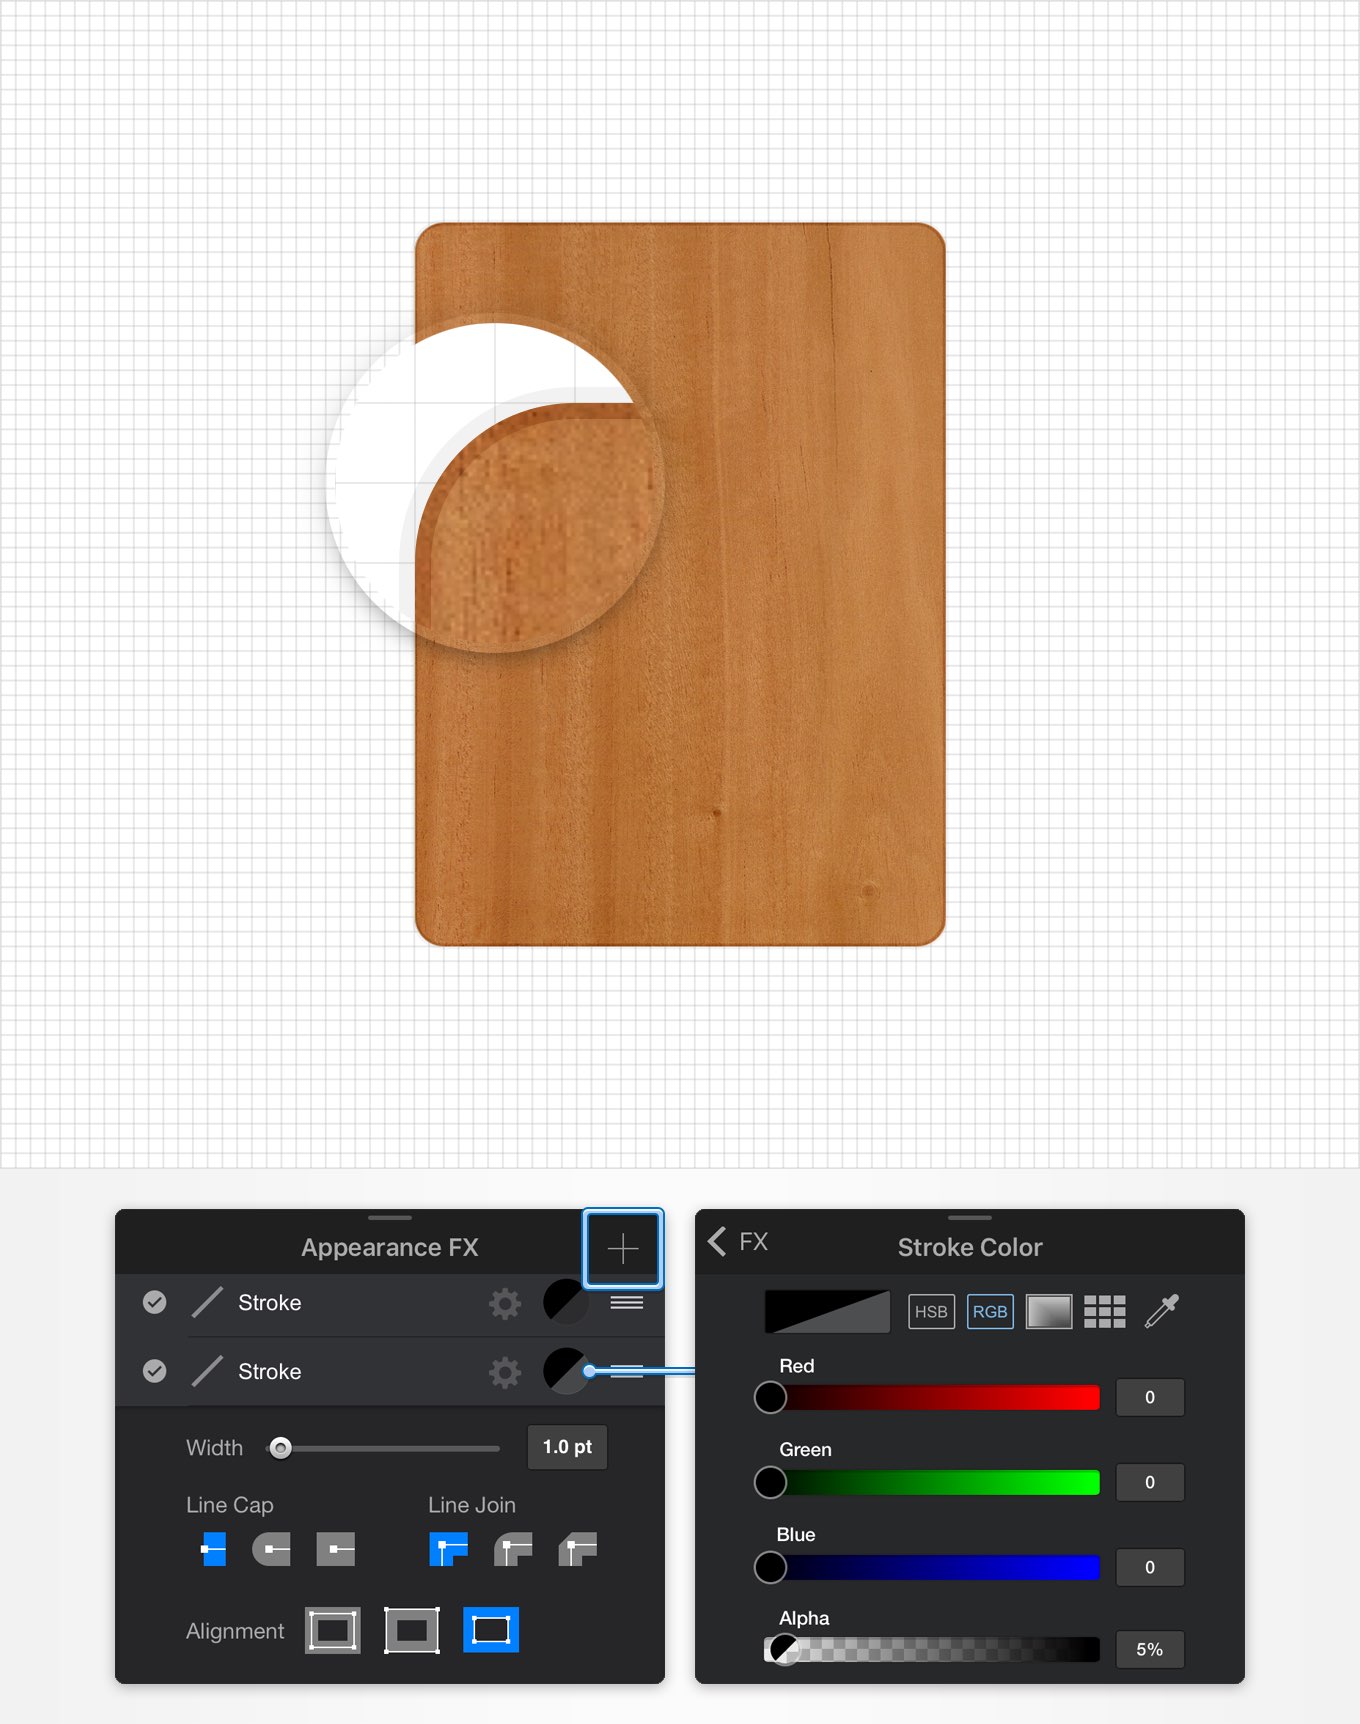 Appearance FX
Stroke
Stroke
Width
1.0 pt
Line Cap
Line Join
Alignment
FX
Stroke Color
HSB
RGB
Red
0
Green
0
Blue
0
Alpha
5%